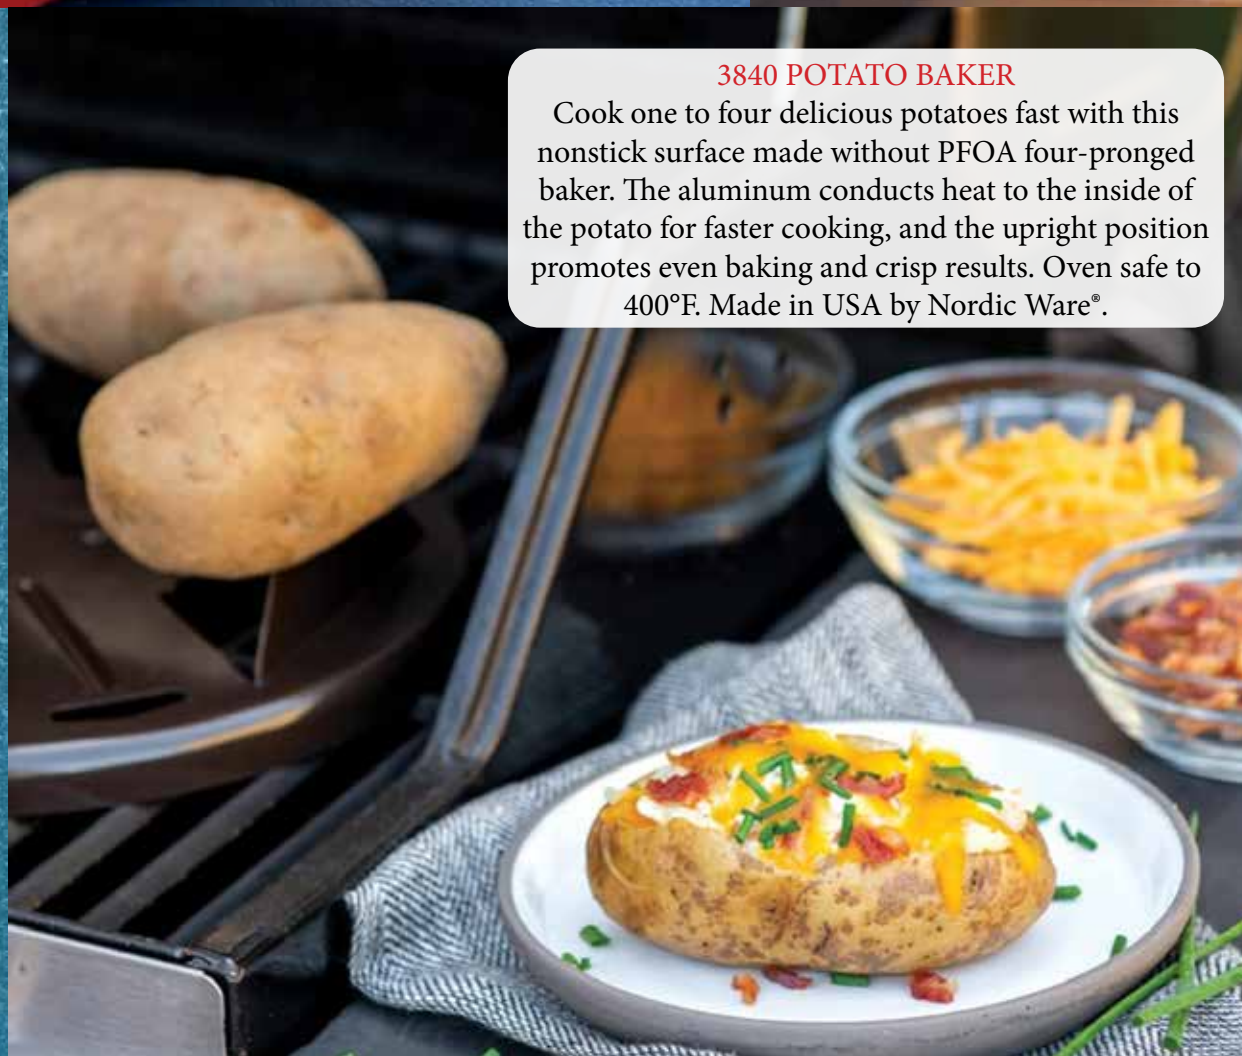 3840 POTATO BAKER
Cook one to four delicious potatoes fast with this
nonstick surface made without PFOA four-pronged
baker. The aluminum conducts heat to the inside of
the potato for faster cooking, and the upright position
promotes even baking and crisp results. Oven safe to
400°F. Made in USA by Nordic Ware®.